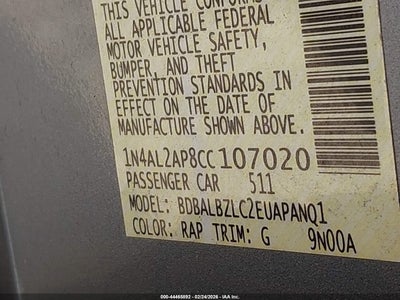 THIS VEHICLE CONFORMS
ALL APPLICABLE FEDERAL
MOTOR VEHICLE SAFETY,
BUMPER, AND THEFT
PREVENTION STANDARDS IN
EFFECT ON THE DATE OF
MANUFACTURE SHOWN ABOVE.
1N4AL2AP8CC107020
PASSENGER CAR 511
MODEL: BDBALBZLC2EUAPANQ1
COLOR: RAP TRIM: G 9N00A
000-44465892 - 02/24/2026 - IAA Inc.